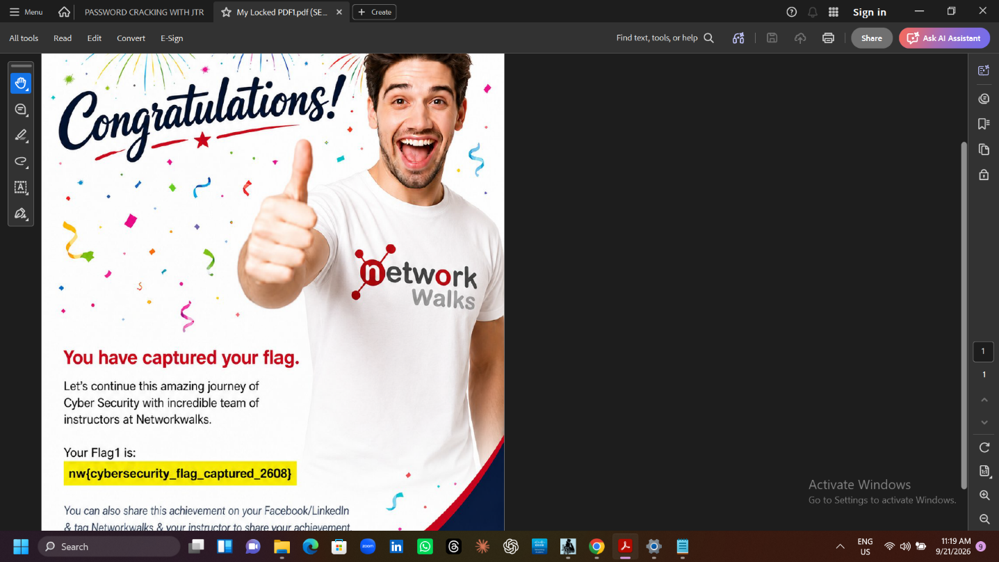 Menu
PASSWORD CRACKING WITH JTR
My Locked PDF1.pdf (SE...
Create
Sign in
All tools
Read
Edit
Convert
E-Sign
Find text, tools, or help
Share
Ask AI Assistant
Congratulations!
network
Walks
You have captured your flag.
Let's continue this amazing journey of
Cyber Security with incredible team of
instructors at Networkwalks.
Your Flag1 is:
nw{cybersecurity_flag_captured_2608}
You can also share this achievement on your Facebook/LinkedIn
& tag Networkwalks & your instructor to share your achievement.
1
1
Activate Windows
Go to Settings to activate Windows.
Search
zoom
ENG
US
11:19 AM
9/21/2026
9